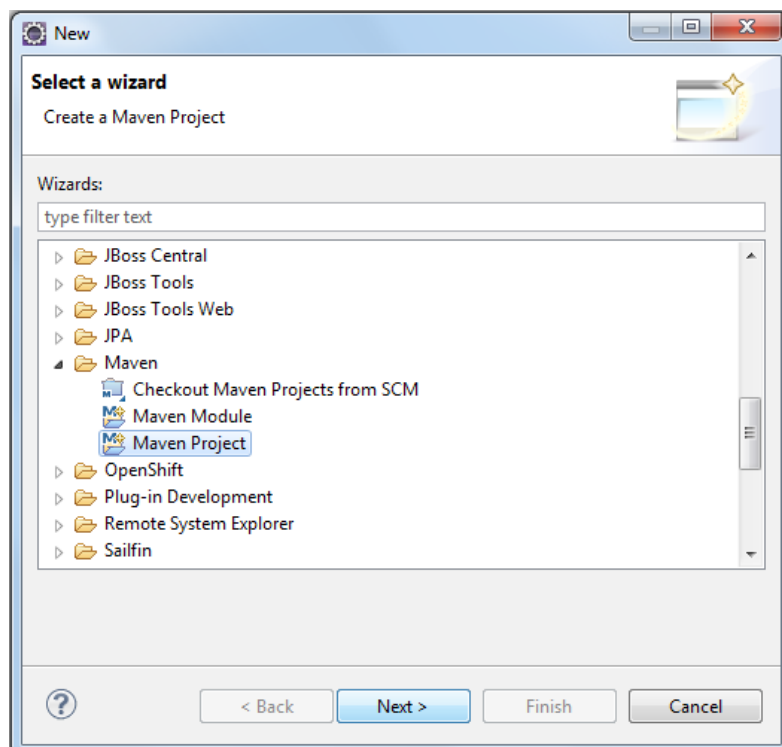 New
Select a wizard
Create a Maven Project
Wizards:
type filter text
JBoss Central
JBoss Tools
JBoss Tools Web
JPA
Maven
Checkout Maven Projects from SCM
Maven Module
Maven Project
OpenShift
Plug-in Development
Remote System Explorer
Sailfin
< Back Next > Finish Cancel